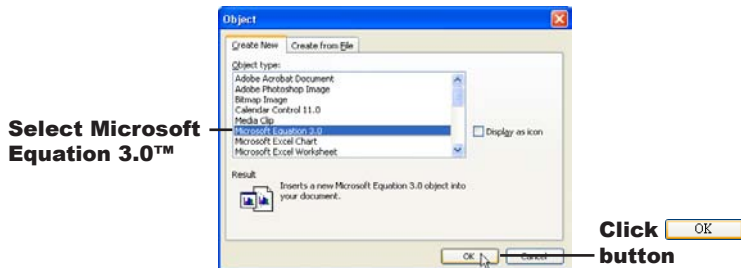 Object
Create New Create from File
Object type:
Adobe Acrobat Document
Adobe Photoshop Image
Bitmap Image
Calendar Control 11.0
Media Clip
Microsoft Equation 3.0
Microsoft Excel Chart
Microsoft Excel Worksheet
Display as icon
Select Microsoft
Equation 3.0™
Result
Inserts a new Microsoft Equation 3.0 object into
your document.
OK Cancel
Click OK
button